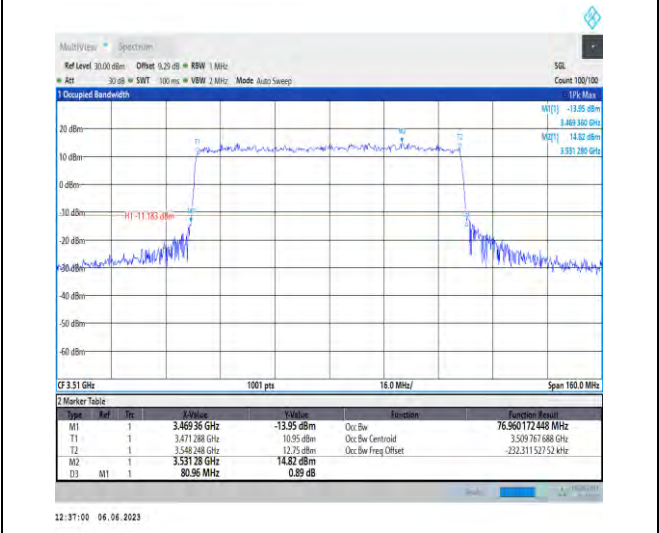 MultiView Spectrum
Ref Level 30.00 dBm Offset 9.29 dB RBW 1 MHz SGL
Att 30 dB SWT 100 ms VBW 2 MHz Mode Auto Sweep Count 100/100
1 Occupied Bandwidth 1Pk Max
M1[1] -13.95 dBm
3.469 360 GHz
20 dBm
M2[1] 14.82 dBm
3.531 280 GHz
T1
M2
T2
10 dBm
0 dBm
-10 dBm
H1 -11.183 dBm
-20 dBm
-30 dBm
-40 dBm
-50 dBm
-60 dBm
CF 3.51 GHz 1001 pts 16.0 MHz/ Span 160.0 MHz
2 Marker Table
Type Ref Trc X-Value Y-Value Function Function Result
M1 1 3.469 36 GHz -13.95 dBm Occ Bw 76.960 172 448 MHz
T1 1 3.471 288 GHz 10.95 dBm Occ Bw Centroid 3.509 767 688 GHz
T2 1 3.548 248 GHz 12.75 dBm Occ Bw Freq Offset -232.311 527 52 kHz
M2 1 3.531 28 GHz 14.82 dBm
D3 M1 1 80.96 MHz 0.89 dB
12:37:00 06.06.2023